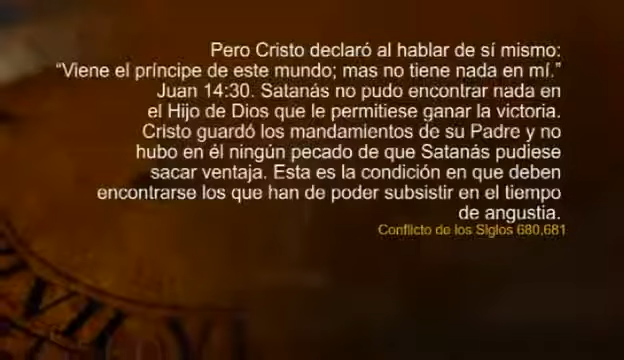 Pero Cristo declaró al hablar de sí mismo:
“Viene el príncipe de este mundo; mas no tiene nada en mí.”
Juan 14:30. Satanás no pudo encontrar nada en
el Hijo de Dios que le permitiese ganar la victoria.
Cristo guardó los mandamientos de su Padre y no
hubo en él ningún pecado de que Satanás pudiese
sacar ventaja. Esta es la condición en que deben
encontrarse los que han de poder subsistir en el tiempo
de angustia.
Conflicto de los Siglos 680,681
VII VI